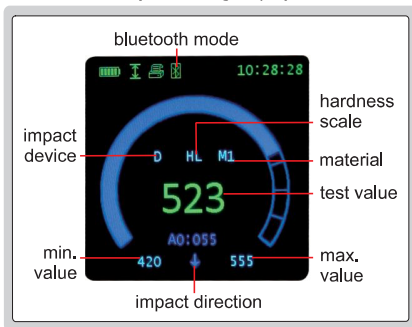 bluetooth mode
10:28:28
hardness
scale
impact
device
D HL M1
material
523
test value
A0:055
min.
value
420
555
max.
value
impact direction